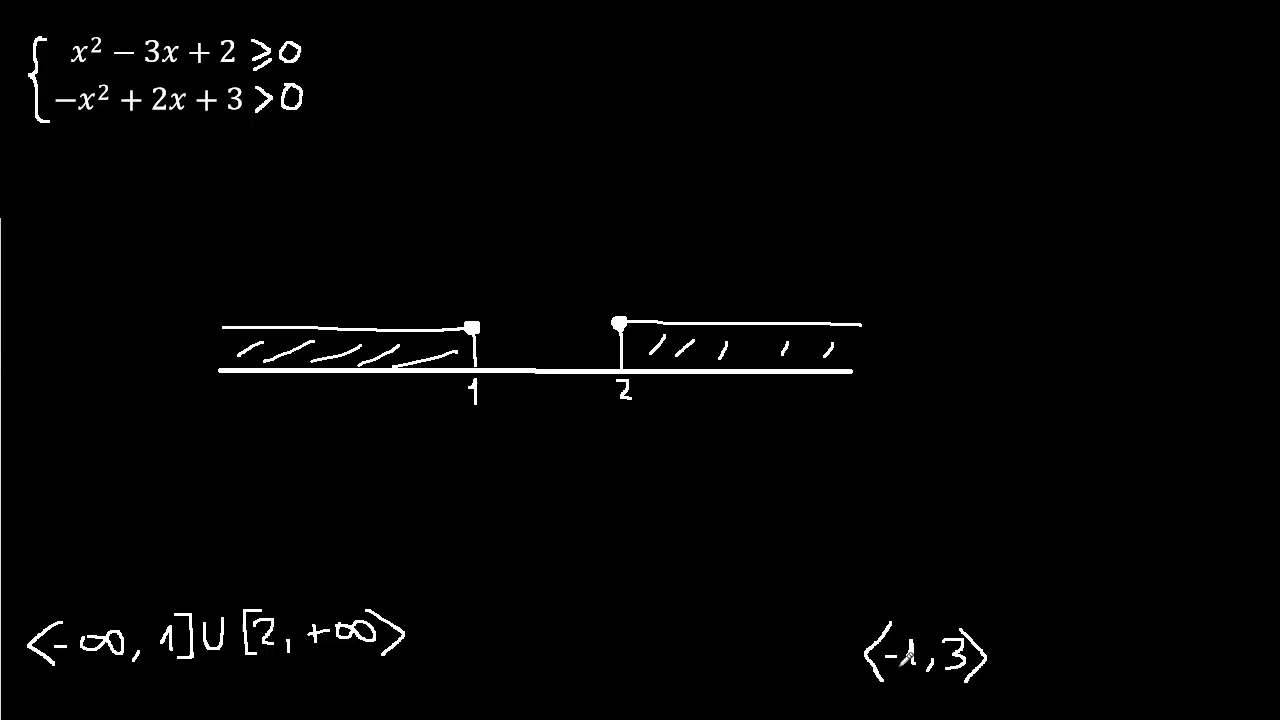 x² − 3x + 2 ⩾ 0
−x² + 2x + 3 > 0
1 2
⟨-∞, 1] ∪ [2, +∞⟩
⟨-1, 3⟩